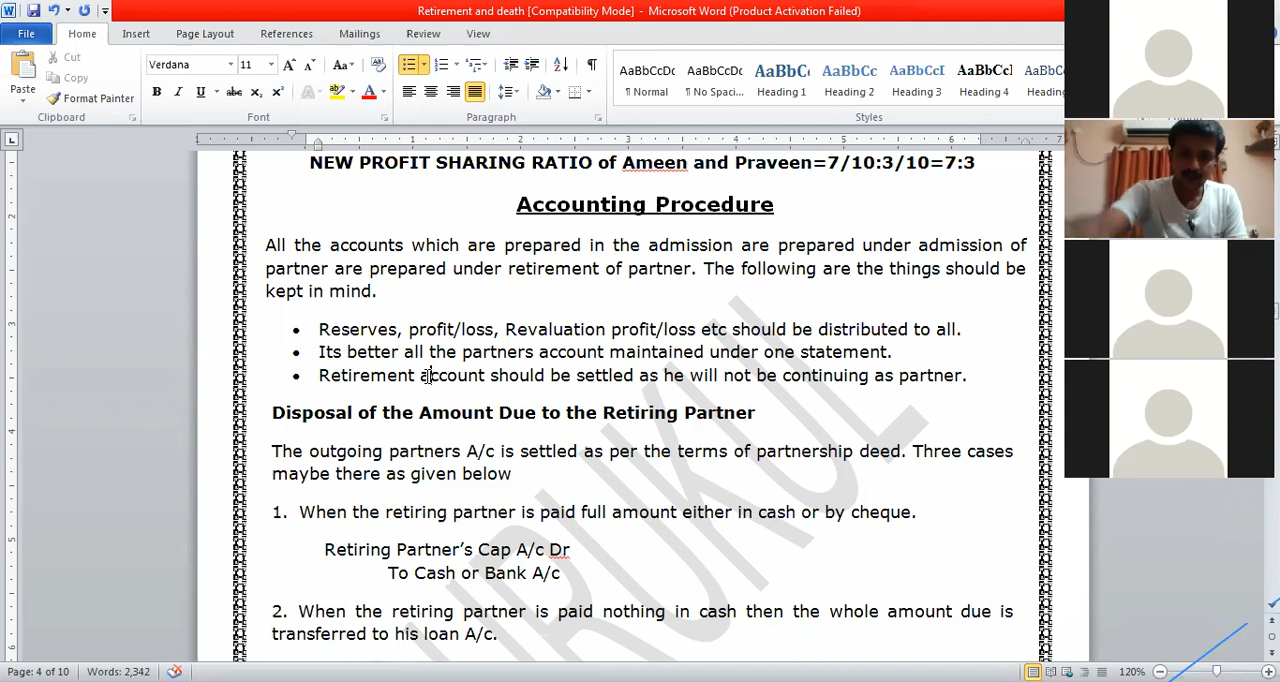 Retirement and death [Compatibility Mode] - Microsoft Word (Product Activation Failed)
File Home Insert Page Layout References Mailings Review View
Cut
Copy
Format Painter
Paste
Clipboard
Verdana 11
Font
Paragraph
AaBbCcDc AaBbCcDc AaBbC AaBbCc AaBbCcI AaBbCcI
¶ Normal ¶ No Spaci... Heading 1 Heading 2 Heading 3 Heading 4 Headin
Styles
1 2 3 4 5 6 7
NEW PROFIT SHARING RATIO of Ameen and Praveen=7/10:3/10=7:3
Accounting Procedure
All the accounts which are prepared in the admission are prepared under admission of
partner are prepared under retirement of partner. The following are the things should be
kept in mind.
• Reserves, profit/loss, Revaluation profit/loss etc should be distributed to all.
• Its better all the partners account maintained under one statement.
• Retirement account should be settled as he will not be continuing as partner.
Disposal of the Amount Due to the Retiring Partner
The outgoing partners A/c is settled as per the terms of partnership deed. Three cases
maybe there as given below
1. When the retiring partner is paid full amount either in cash or by cheque.
Retiring Partner’s Cap A/c Dr
To Cash or Bank A/c
2. When the retiring partner is paid nothing in cash then the whole amount due is
transferred to his loan A/c.
URUKUL
Page: 4 of 10 Words: 2,342 120%